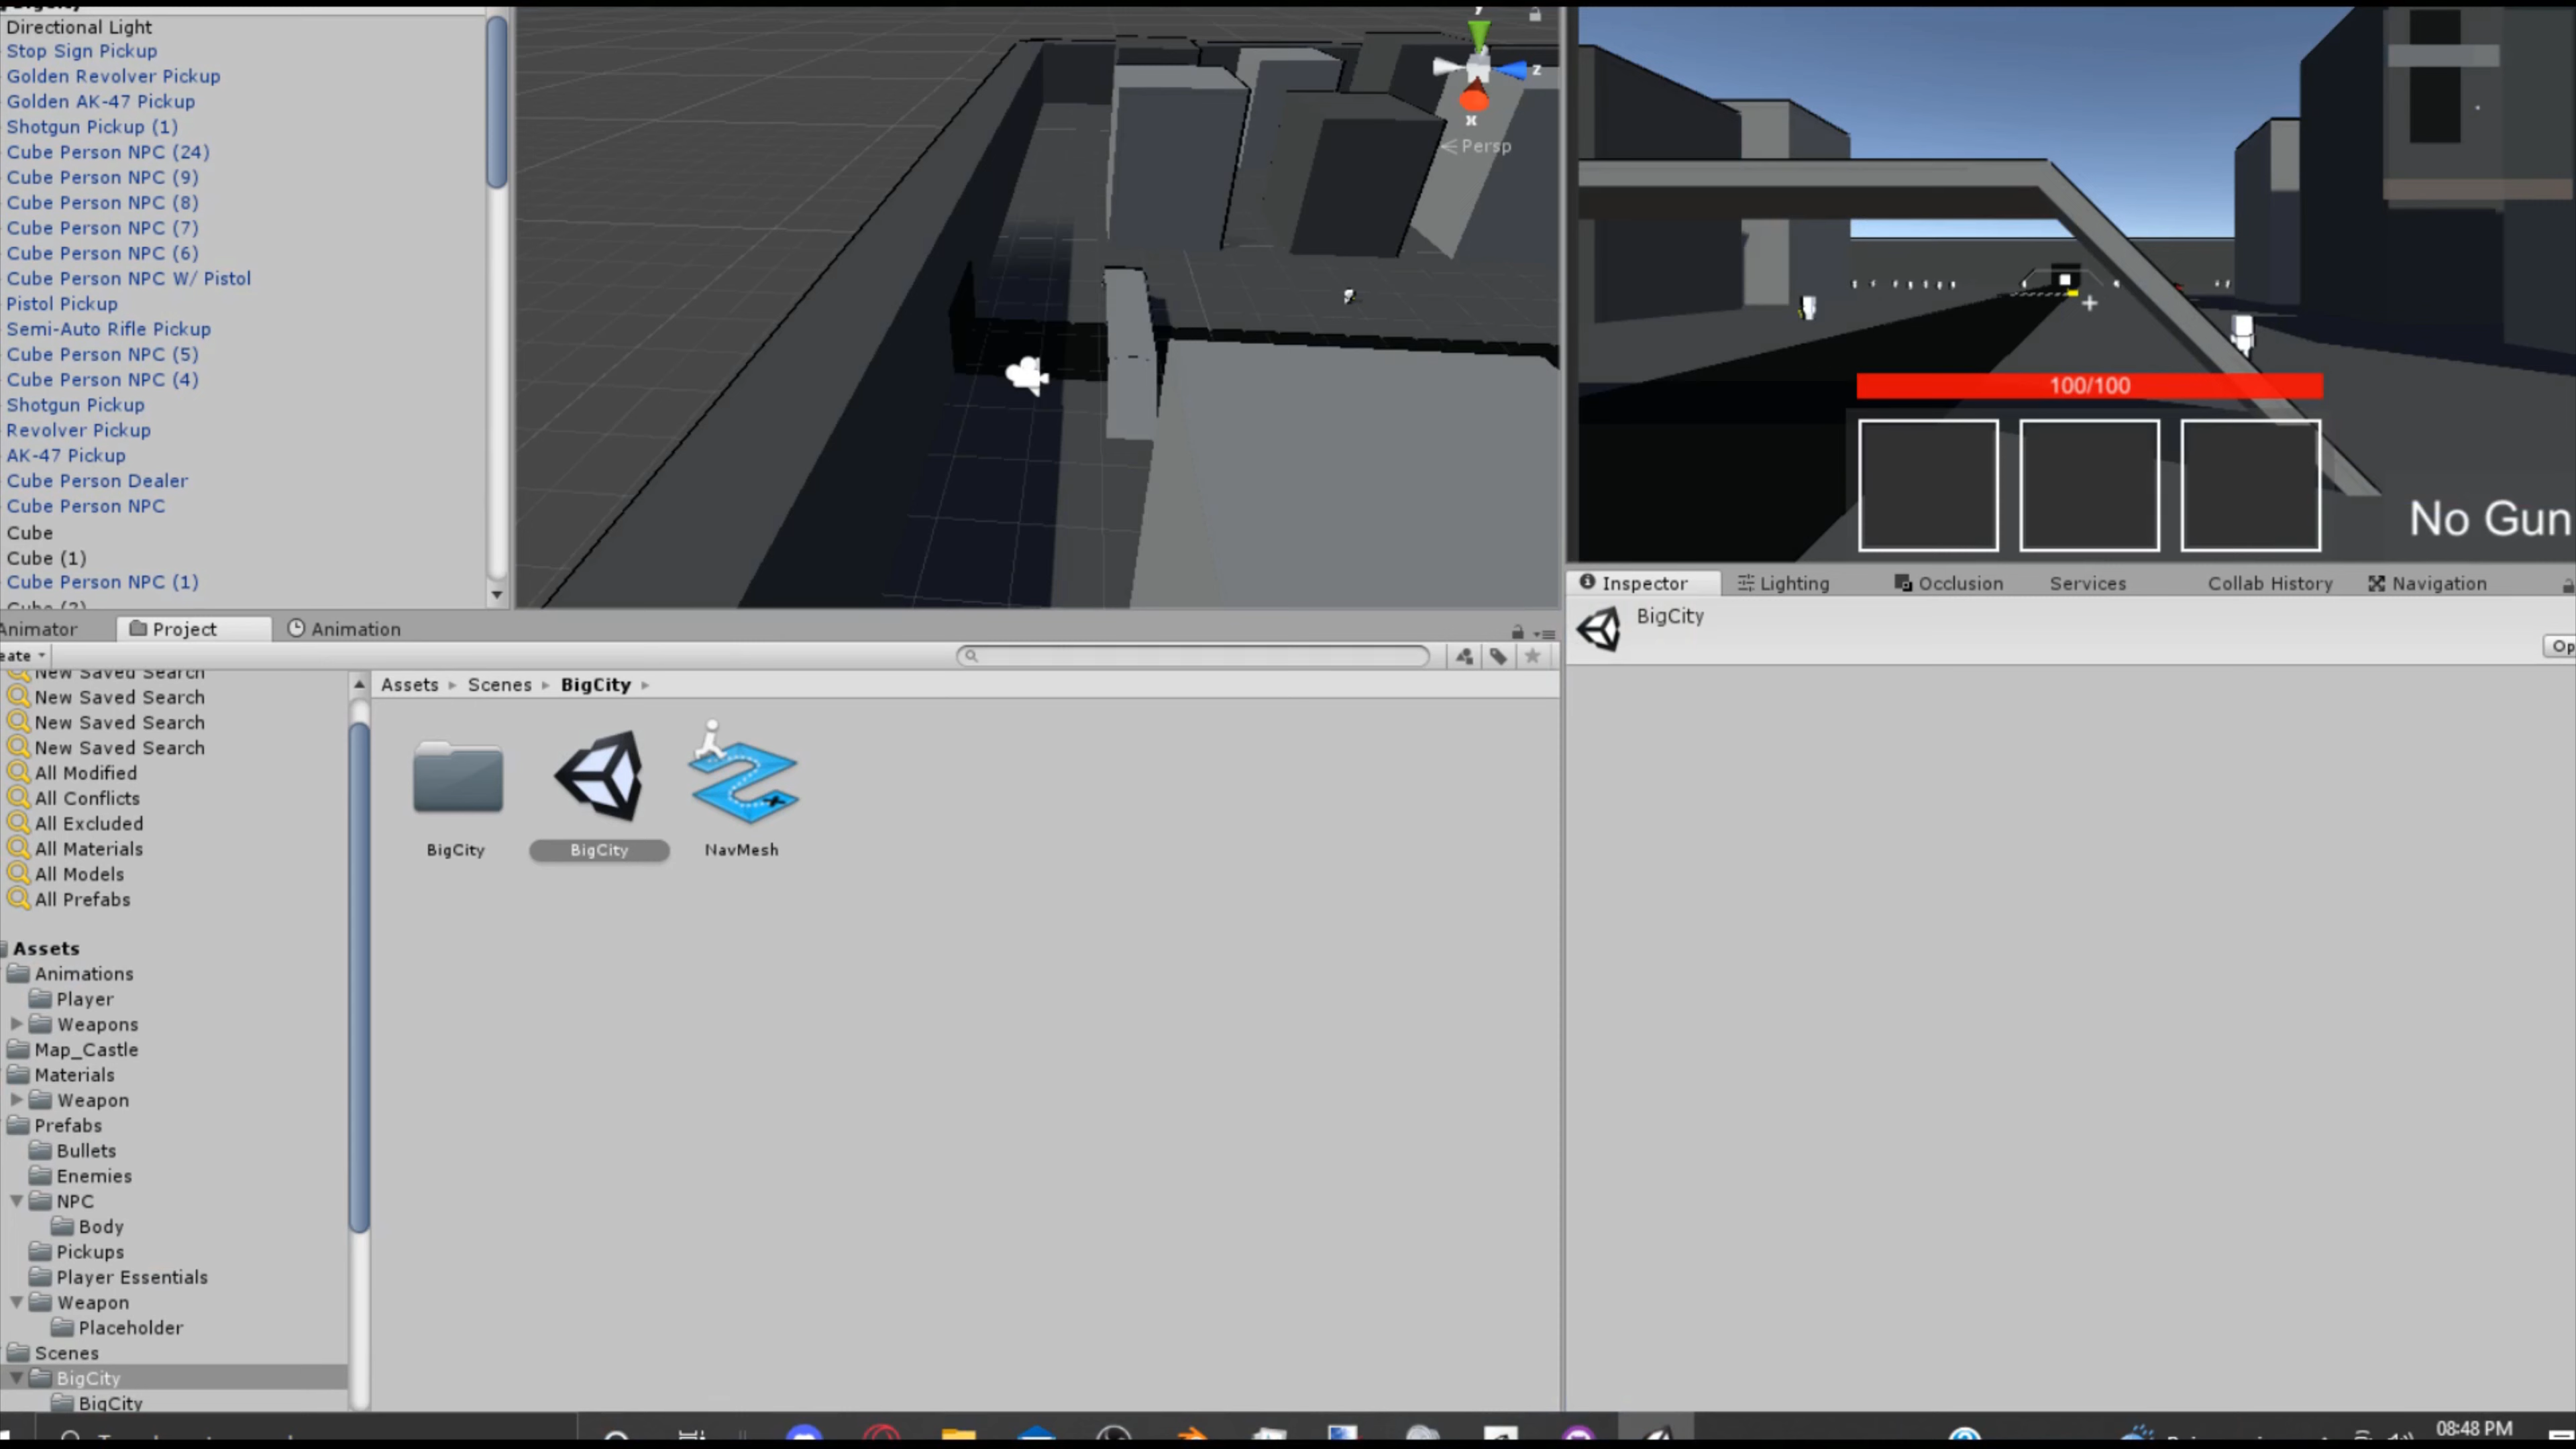 Directional Light
Stop Sign Pickup
Golden Revolver Pickup
Golden AK-47 Pickup
Shotgun Pickup (1)
Cube Person NPC (24)
Cube Person NPC (9)
Cube Person NPC (8)
Cube Person NPC (7)
Cube Person NPC (6)
Cube Person NPC W/ Pistol
Pistol Pickup
Semi-Auto Rifle Pickup
Cube Person NPC (5)
Cube Person NPC (4)
Shotgun Pickup
Revolver Pickup
AK-47 Pickup
Cube Person Dealer
Cube Person NPC
Cube
Cube (1)
Cube Person NPC (1)
y
z
x
Persp
100/100
No Gun
Inspector
Lighting
Occlusion
Services
Collab History
Navigation
BigCity
Op
Animator
Project
Animation
eate
New Saved Search
New Saved Search
New Saved Search
New Saved Search
All Modified
All Conflicts
All Excluded
All Materials
All Models
All Prefabs
Assets
Animations
Player
Weapons
Map_Castle
Materials
Weapon
Prefabs
Bullets
Enemies
NPC
Body
Pickups
Player Essentials
Weapon
Placeholder
Scenes
BigCity
BigCity
Assets Scenes BigCity
BigCity
BigCity
NavMesh
08:48 PM